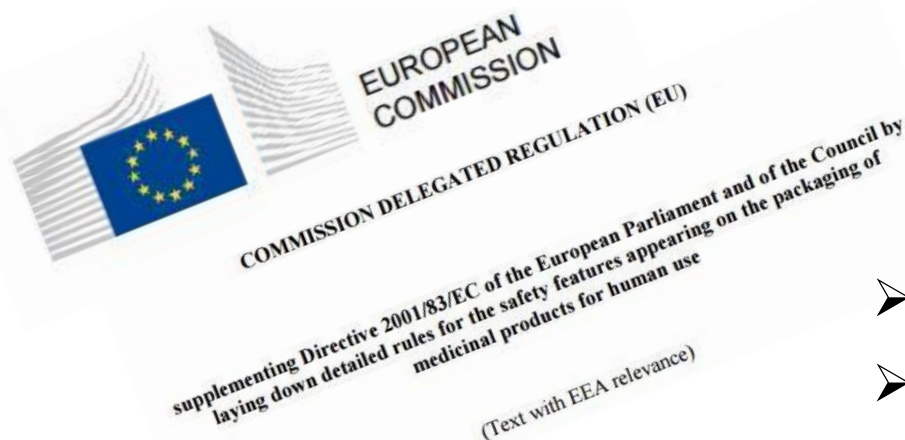 EUROPEAN
COMMISSION
COMMISSION DELEGATED REGULATION (EU)
supplementing Directive 2001/83/EC of the European Parliament and of the Council by
laying down detailed rules for the safety features appearing on the packaging of
medicinal products for human use
(Text with EEA relevance)